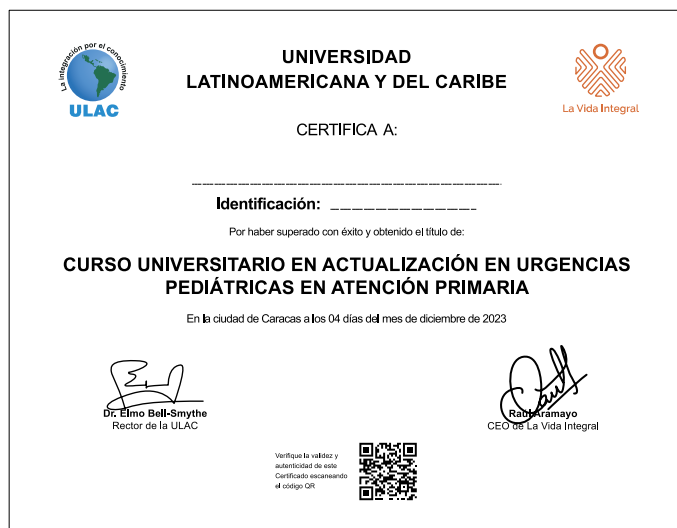 La integración por el conocimiento
ULAC
UNIVERSIDAD
LATINOAMERICANA Y DEL CARIBE
La Vida Integral
CERTIFICA A:
Identificación:
Por haber superado con éxito y obtenido el título de:
CURSO UNIVERSITARIO EN ACTUALIZACIÓN EN URGENCIAS
PEDIÁTRICAS EN ATENCIÓN PRIMARIA
En la ciudad de Caracas a los 04 días del mes de diciembre de 2023
Dr. Elmo Bell-Smythe
Rector de la ULAC
Raúl Aramayo
CEO de La Vida Integral
Verifique la validez y
autenticidad de este
Certificado escaneando
el código QR